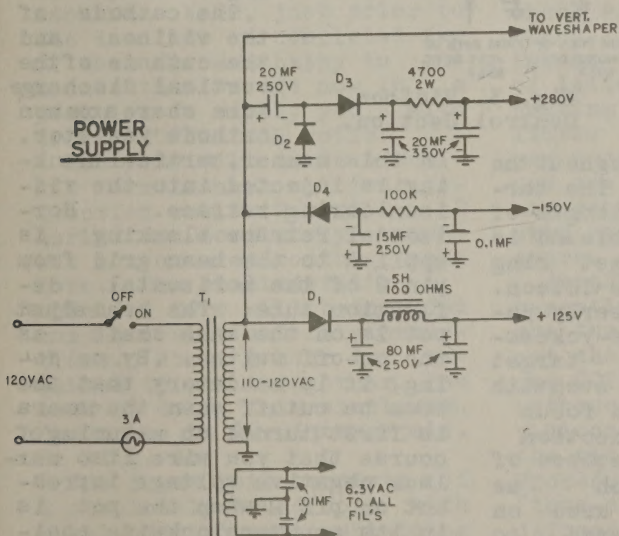 TO VERT.
WAVESHAPER
20 MF
250V
D3
4700
2W
+280V
D2
20MF
350V
POWER
SUPPLY
D4
100K
-150V
15MF
250V
0.1MF
5H
100 OHMS
D1
+125V
80 MF
250V
OFF
ON
T1
120VAC
110-120VAC
3A
.01MF
6.3VAC
TO ALL
FIL'S